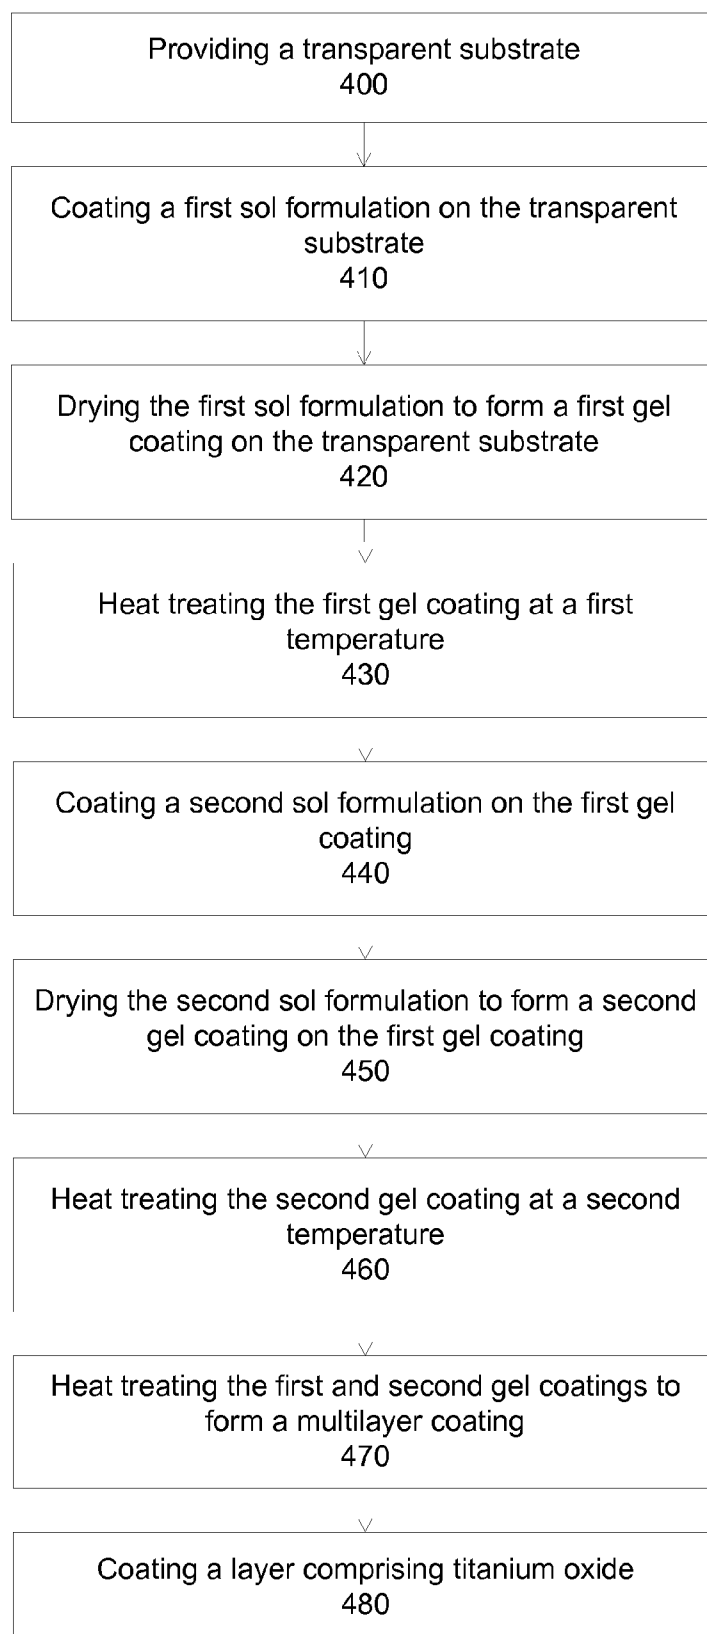 Providing a transparent substrate
400
Coating a first sol formulation on the transparent
substrate
410
Drying the first sol formulation to form a first gel
coating on the transparent substrate
420
Heat treating the first gel coating at a first
temperature
430
Coating a second sol formulation on the first gel
coating
440
Drying the second sol formulation to form a second
gel coating on the first gel coating
450
Heat treating the second gel coating at a second
temperature
460
Heat treating the first and second gel coatings to
form a multilayer coating
470
Coating a layer comprising titanium oxide
480